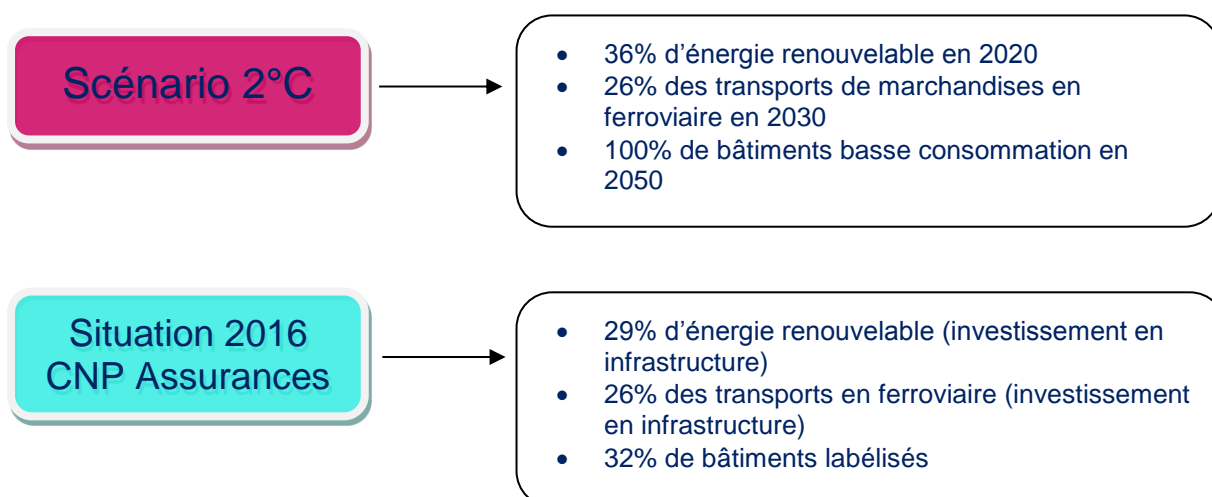 Scénario 2°C
• 36% d’énergie renouvelable en 2020
• 26% des transports de marchandises en
ferroviaire en 2030
• 100% de bâtiments basse consommation en
2050
Situation 2016
CNP Assurances
• 29% d’énergie renouvelable (investissement en
infrastructure)
• 26% des transports en ferroviaire (investissement
en infrastructure)
• 32% de bâtiments labélisés